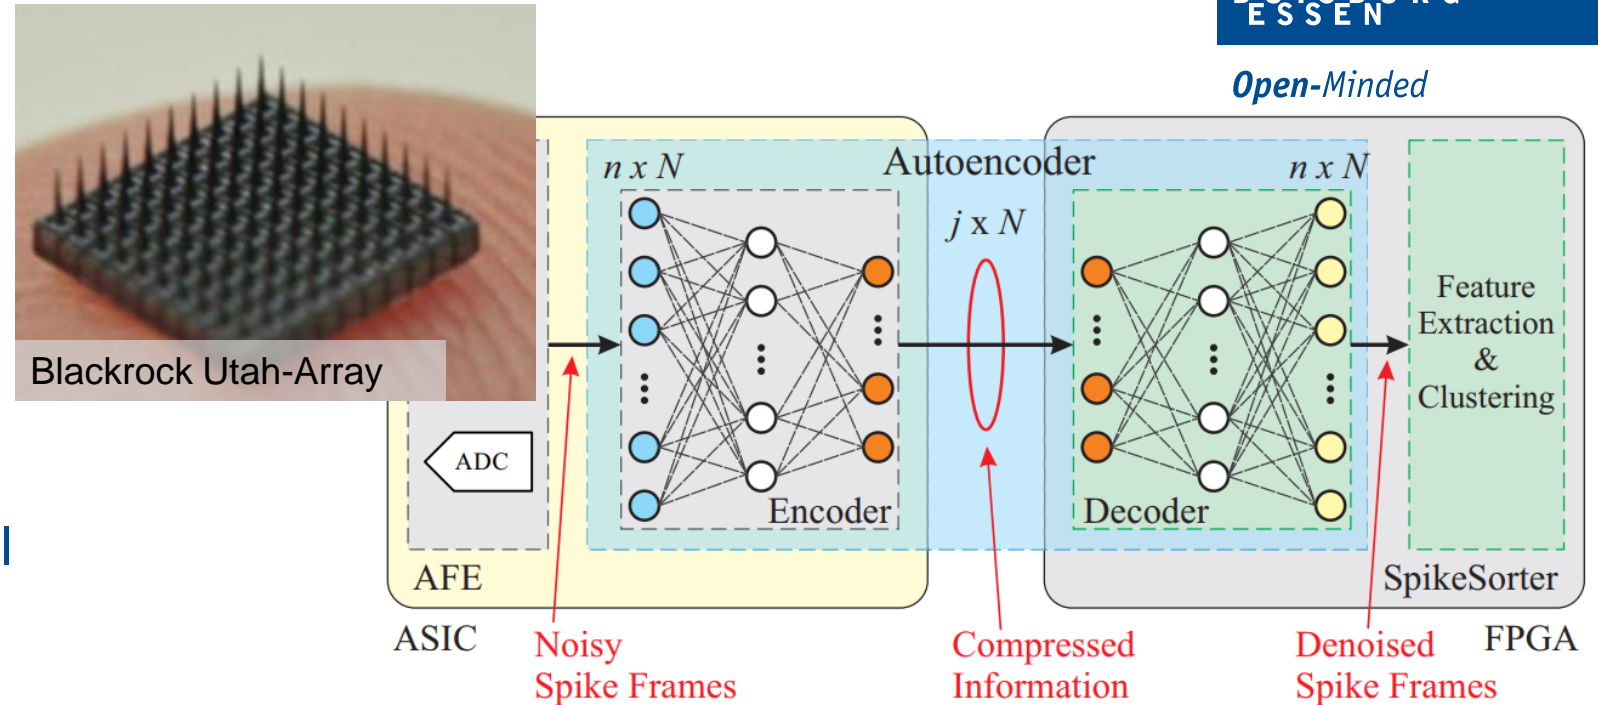 ESSEN
Open-Minded
n x N
Autoencoder
n x N
j x N
Feature
Extraction
&
Clustering
Blackrock Utah-Array
ADC
Encoder
Decoder
AFE
SpikeSorter
ASIC
Noisy
Spike Frames
Compressed
Information
Denoised
Spike Frames
FPGA